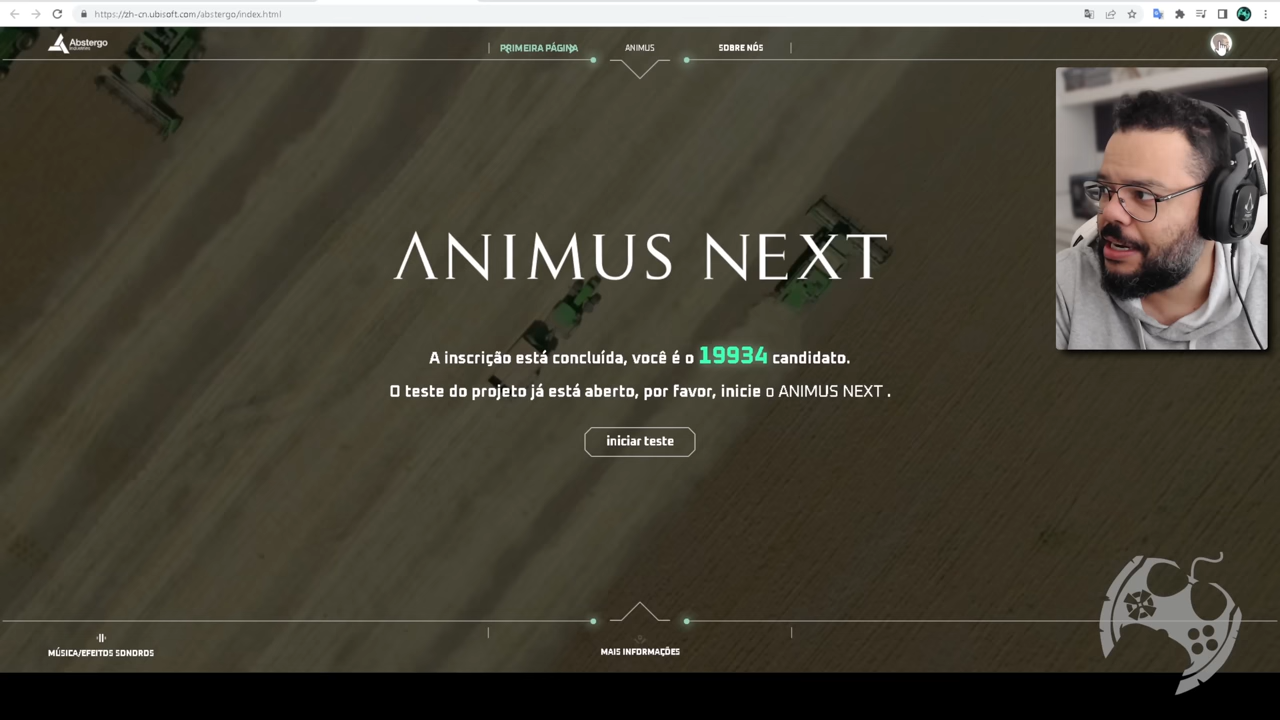 https://zh-cn.ubisoft.com/abstergo/index.html
Abstergo
Industries
PRIMEIRA PÁGINA
ANIMUS
SOBRE NÓS
ANIMUS NEXT
A inscrição está concluída, você é o 19934 candidato.
O teste do projeto já está aberto, por favor, inicie o ANIMUS NEXT .
iniciar teste
MÚSICA/EFEITOS SONOROS
MAIS INFORMAÇÕES